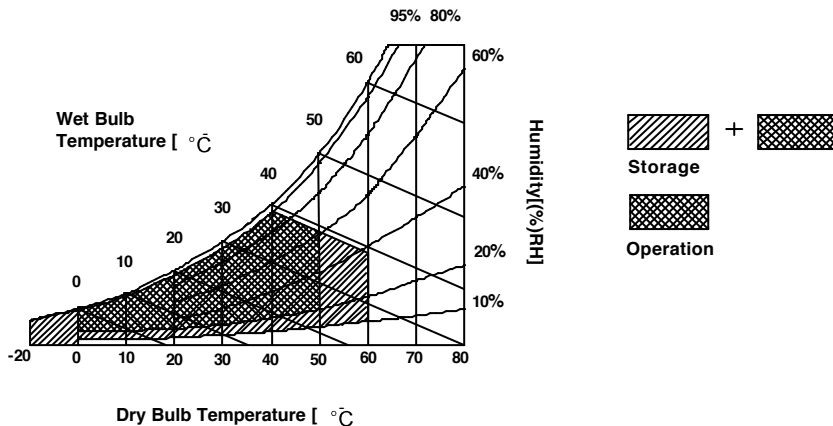 95% 80%
60
60%
Wet Bulb
Temperature [ °C
50
Humidity[(%)RH]
+
Storage
40
40%
30
20
Operation
20%
10
0
10%
-20 0 10 20 30 40 50 60 70 80
Dry Bulb Temperature [ °C